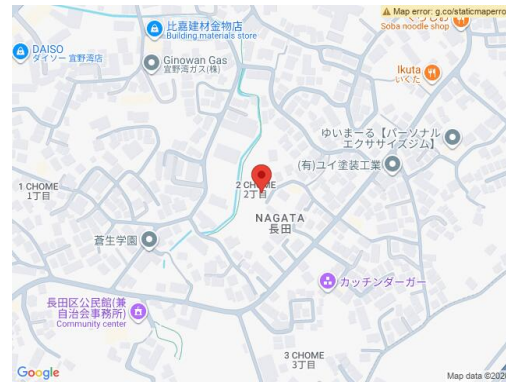 Map error: g.co/staticmaperro
比嘉建材金物店
Building materials store
Soba noodle shop
DAISO
ダイソー 宜野湾店
Ginowan Gas
宜野湾ガス(株)
Ikuta
いくた
ゆいまーる【パーソナル
エクササイズジム】
(有)ユイ塗装工業
1 CHOME
1丁目
2 CHOME
2丁目
NAGATA
長田
蒼生学園
カッチンダーガー
長田区公民館(兼
自治会事務所)
Community center
3 CHOME
3丁目
Google
Map data ©202